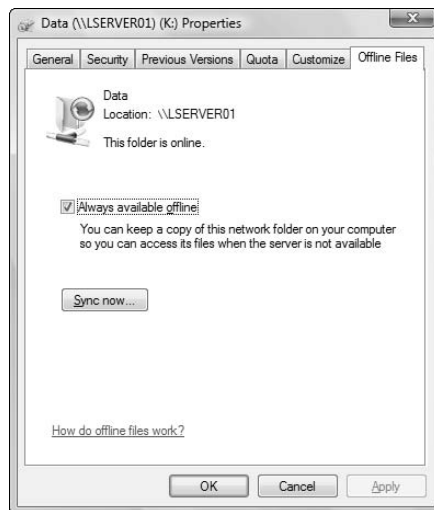 Data (\\LSERVER01) (K:) Properties
General Security Previous Versions Quota Customize Offline Files
Data
Location: \\LSERVER01
This folder is online.
Always available offline
You can keep a copy of this network folder on your computer
so you can access its files when the server is not available
Sync now...
How do offline files work?
OK Cancel Apply